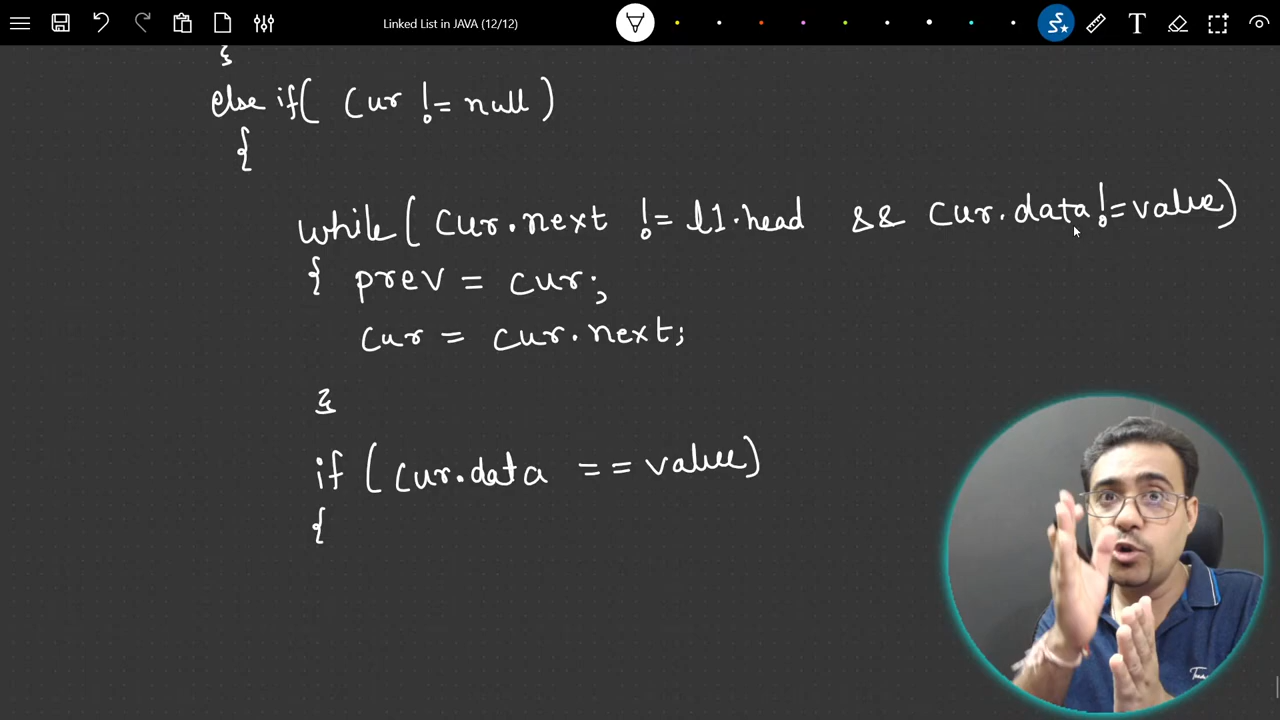 Linked List in JAVA (12/12)
T
}
else if( Cur != null )
{
while( Cur.next != l1.head && cur.data != value)
{ prev = cur;
cur = cur.next;
}
if (cur.data == value)
{